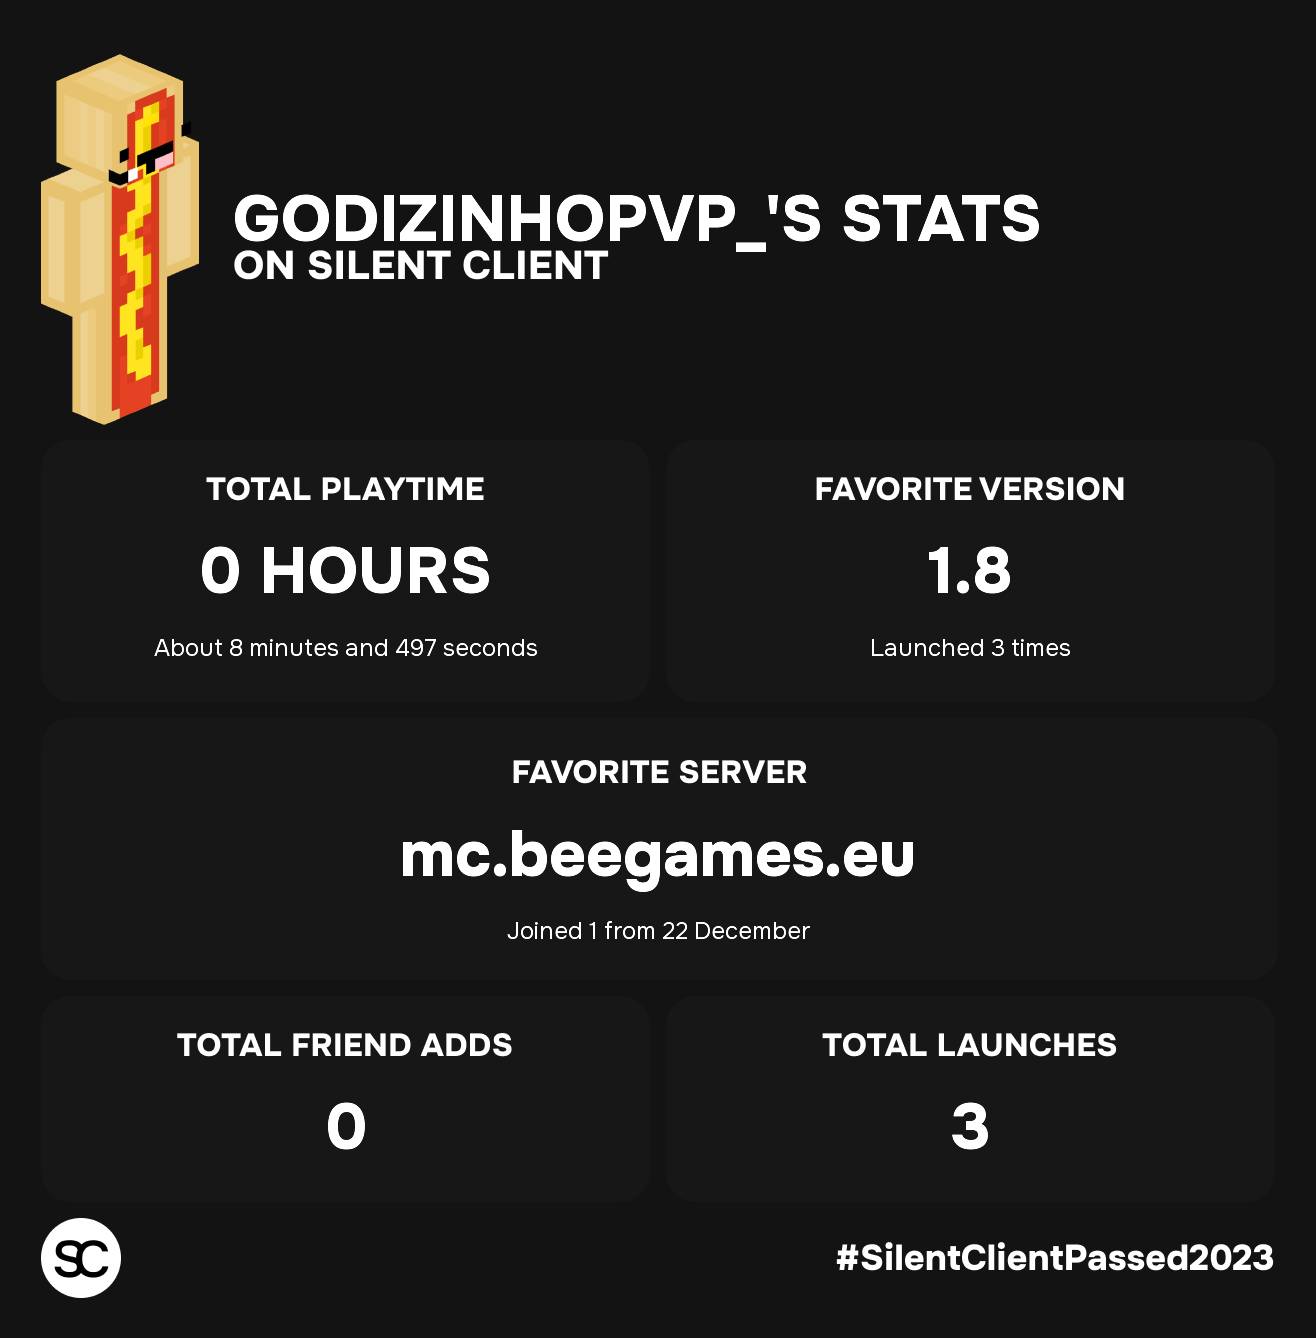 GODIZINHOPVP_'S STATS
ON SILENT CLIENT
TOTAL PLAYTIME
0 HOURS
About 8 minutes and 497 seconds
FAVORITE VERSION
1.8
Launched 3 times
FAVORITE SERVER
mc.beegames.eu
Joined 1 from 22 December
TOTAL FRIEND ADDS
0
TOTAL LAUNCHES
3
SC
#SilentClientPassed2023